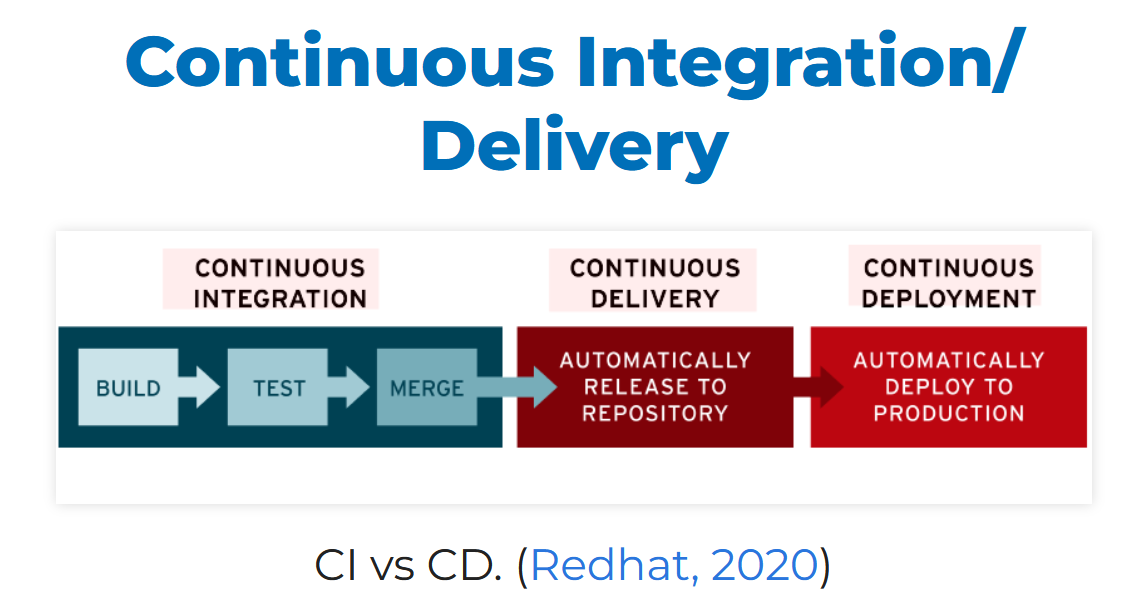 Continuous Integration/
Delivery
CONTINUOUS
INTEGRATION
CONTINUOUS
DELIVERY
CONTINUOUS
DEPLOYMENT
BUILD
TEST
MERGE
AUTOMATICALLY
RELEASE TO
REPOSITORY
AUTOMATICALLY
DEPLOY TO
PRODUCTION
CI vs CD. (Redhat, 2020)